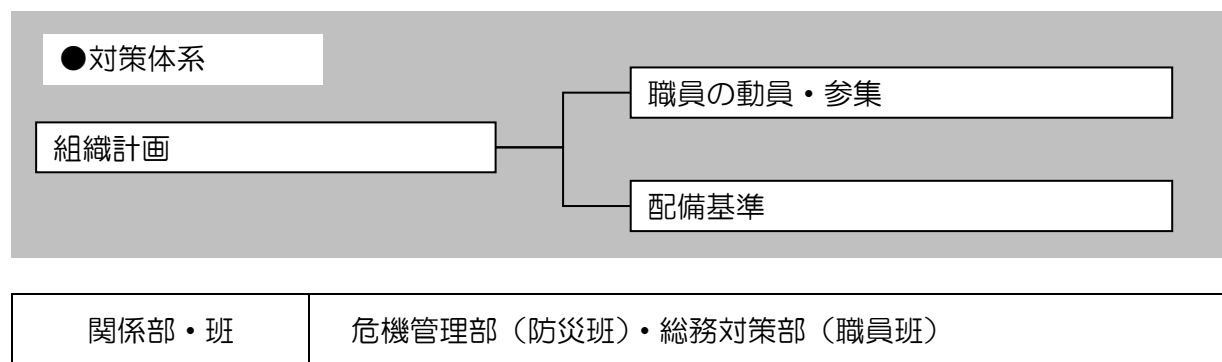 ●対策体系
組織計画
職員の動員・参集
配備基準
関係部・班
危機管理部（防災班）・総務対策部（職員班）